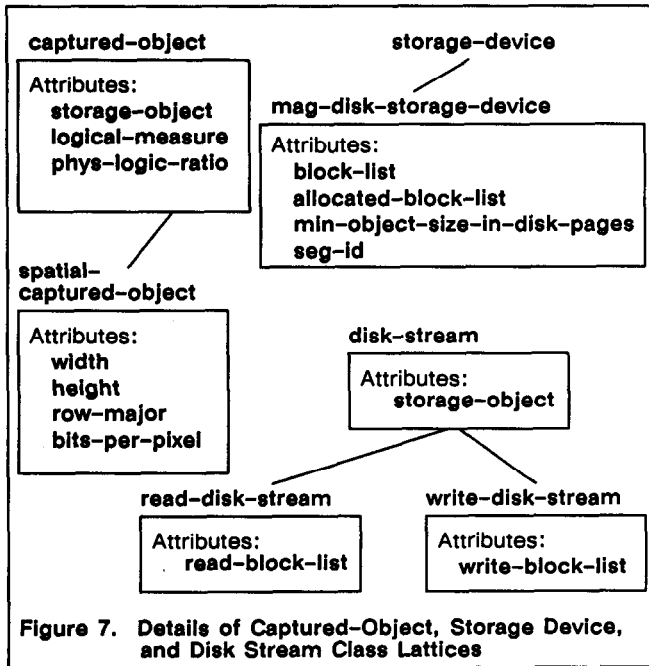 captured-object
Attributes:
storage-object
logical-measure
phys-logic-ratio
storage-device
mag-disk-storage-device
Attributes:
block-list
allocated-block-list
min-object-size-in-disk-pages
seg-id
spatial-
captured-object
Attributes:
width
height
row-major
bits-per-pixel
disk-stream
Attributes:
storage-object
read-disk-stream
Attributes:
read-block-list
write-disk-stream
Attributes:
write-block-list
Figure 7. Details of Captured-Object, Storage Device,
and Disk Stream Class Lattices